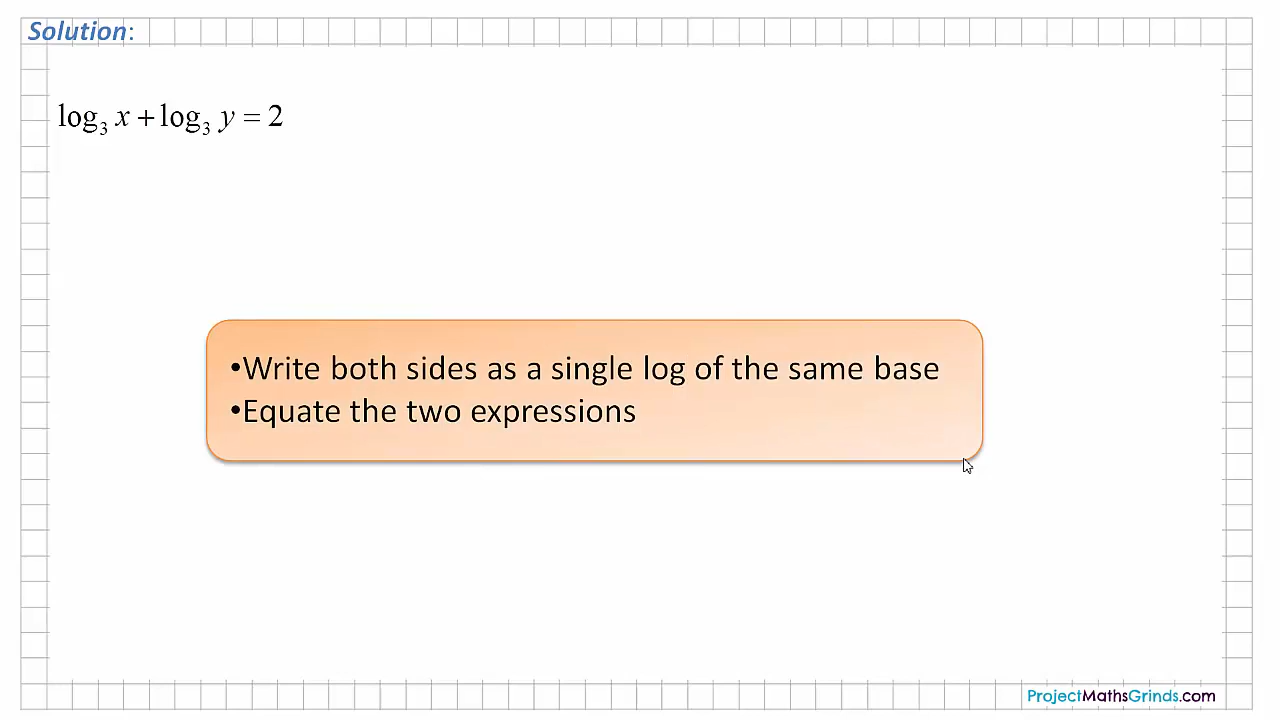 Solution:
log₃ x + log₃ y = 2
•Write both sides as a single log of the same base
•Equate the two expressions
ProjectMathsGrinds.com